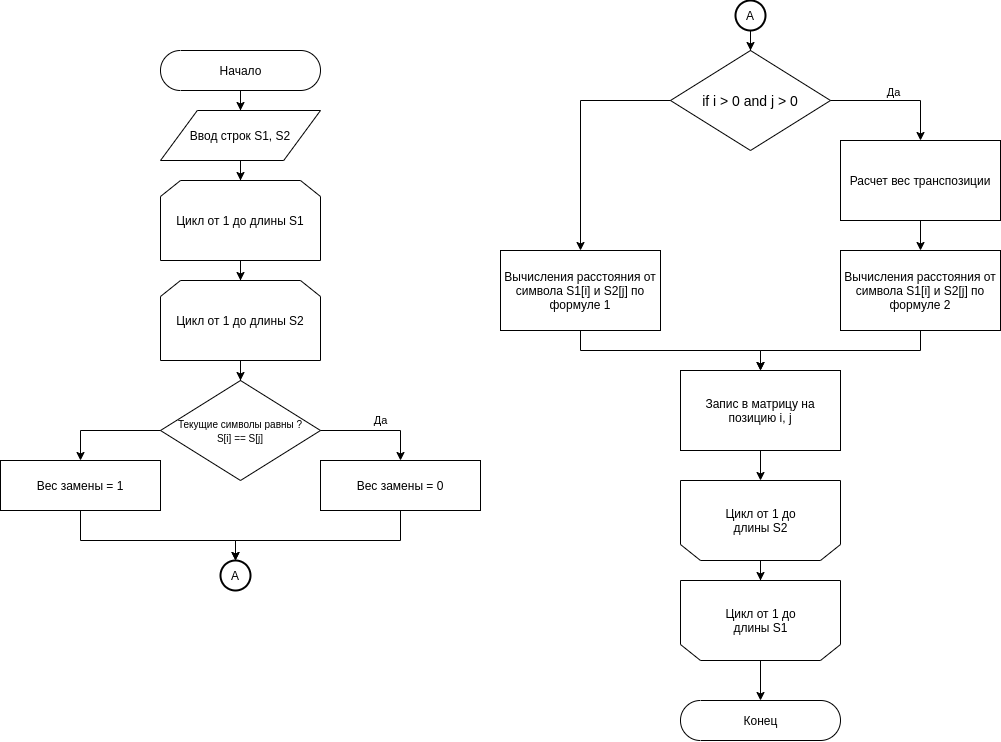 Начало
Ввод строк S1, S2
Цикл от 1 до длины S1
Цикл от 1 до длины S2
Текущие символы равны ?
S[i] == S[j]
Да
Вес замены = 1
Вес замены = 0
A
A
if i > 0 and j > 0
Да
Расчет вес транспозиции
Вычисления расстояния от
символа S1[i] и S2[j] по
формуле 1
Вычисления расстояния от
символа S1[i] и S2[j] по
формуле 2
Запис в матрицу на
позицию i, j
Цикл от 1 до
длины S2
Цикл от 1 до
длины S1
Конец